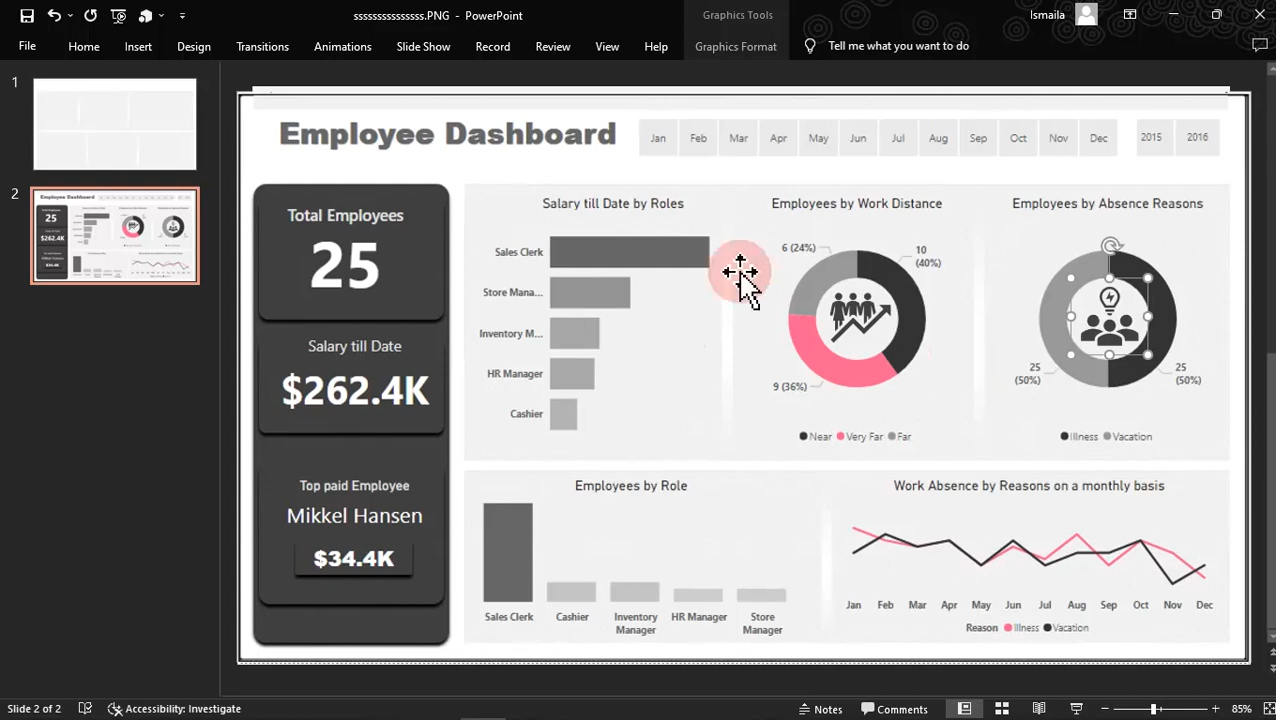 ssssss●sssssss.PNG - PowerPoint
Graphics Tools
Ismaila
File
Home
Insert
Design
Transitions
Animations
Slide Show
Record
Review
View
Help
Graphics Format
Tell me what you want to do
1
2
Employee Dashboard
Jan Feb Mar Apr May Jun Jul Aug Sep Oct Nov Dec
2015 2016
Total Employees
25
Salary till Date
$262.4K
Top paid Employee
Mikkel Hansen
$34.4K
Salary till Date by Roles
Sales Clerk
Store Mana...
Inventory M...
HR Manager
Cashier
Employees by Work Distance
6 (24%)
10
(40%)
9 (36%)
Near Very Far Far
Employees by Absence Reasons
25
(50%)
25
(50%)
Illness Vacation
Employees by Role
Sales Clerk
Cashier
Inventory
Manager
HR Manager
Store
Manager
Work Absence by Reasons on a monthly basis
Jan Feb Mar Apr May Jun Jul Aug Sep Oct Nov Dec
Reason Illness Vacation
Slide 2 of 2
Accessibility: Investigate
Notes
Comments
85%